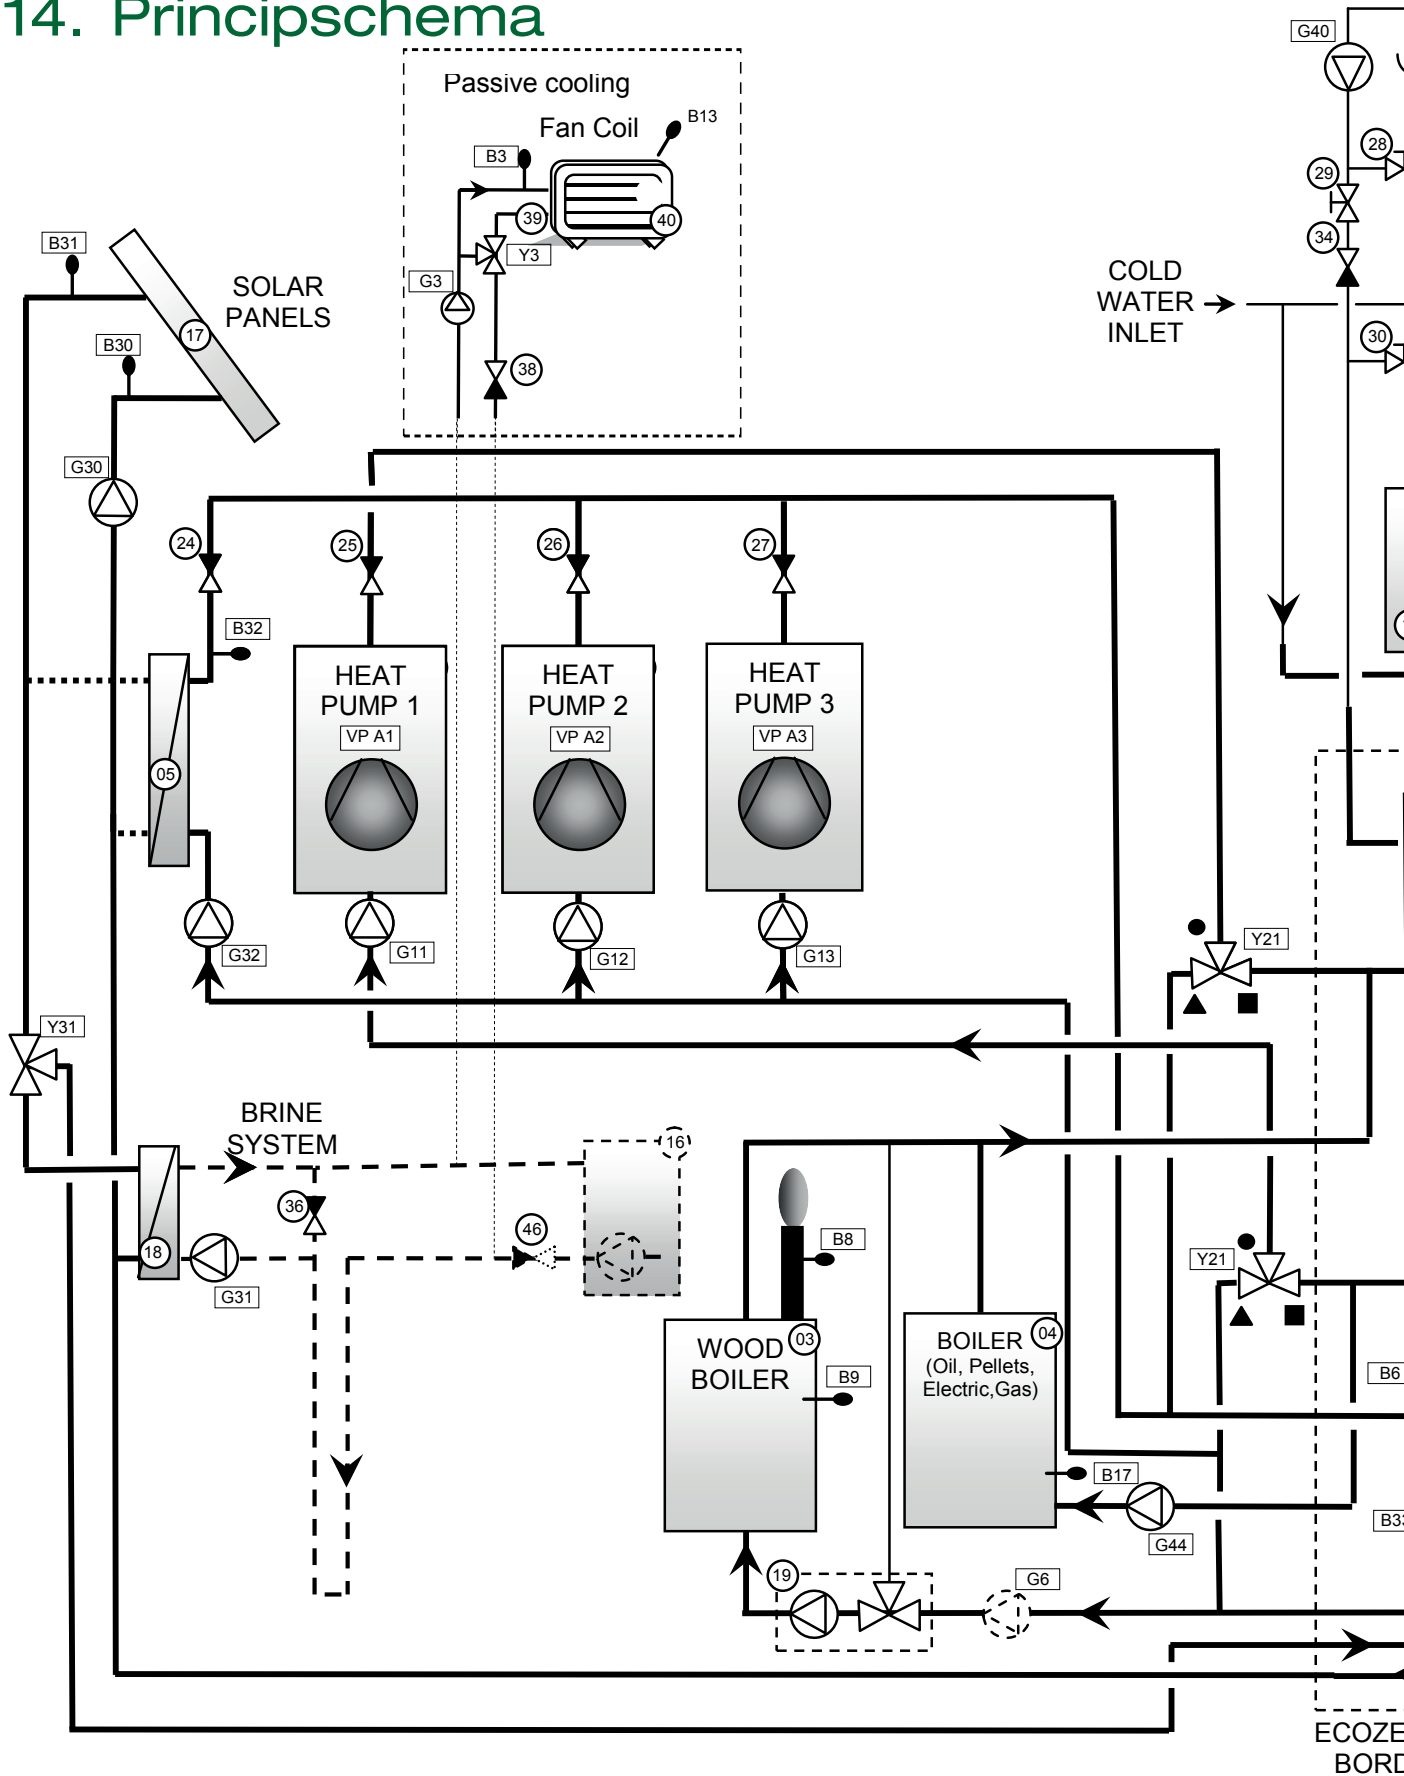 14. Principschema
G40
Passive cooling
Fan Coil
B13
B3
28
29
39
40
Y3
34
B31
G3
SOLAR
PANELS
17
COLD
WATER
INLET
B30
30
38
G30
24
25
26
27
B32
HEAT
PUMP 1
VP A1
HEAT
PUMP 2
VP A2
HEAT
PUMP 3
VP A3
05
G32
G11
G12
G13
Y21
Y31
BRINE
SYSTEM
16
36
46
18
G31
B8
Y21
WOOD
BOILER
03
BOILER
04
(Oil, Pellets,
Electric,Gas)
B9
B6
B17
G44
19
G6